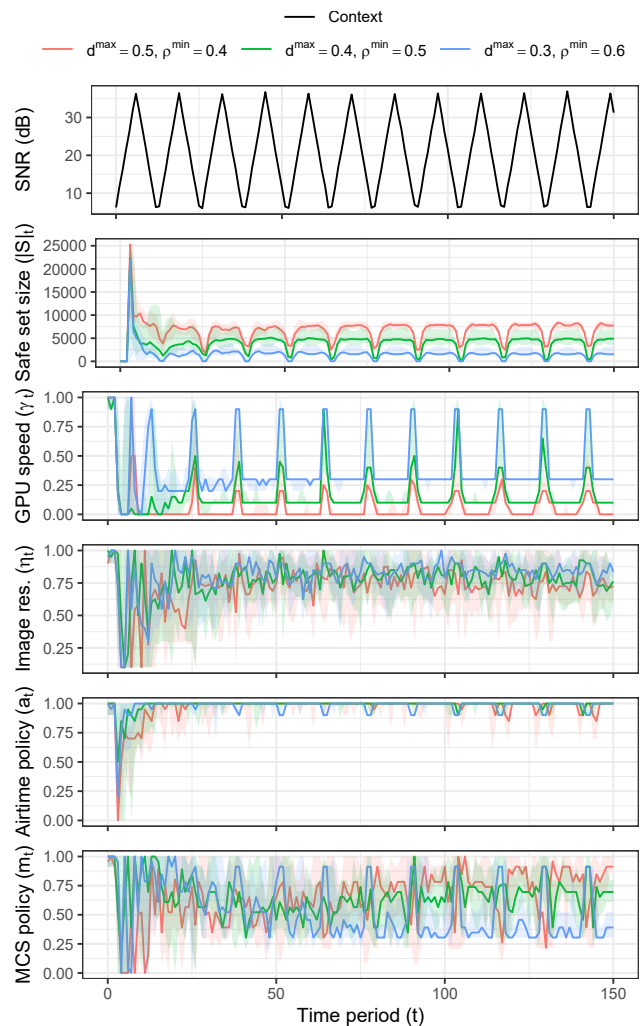 Context
d^max = 0.5, ρ^min = 0.4 d^max = 0.4, ρ^min = 0.5 d^max = 0.3, ρ^min = 0.6
SNR (dB)
30
20
10
Safe set size (|S|t)
25000
20000
15000
10000
5000
0
GPU speed (γt)
1.00
0.75
0.50
0.25
0.00
Image res. (ηt)
1.00
0.75
0.50
0.25
Airtime policy (at)
1.00
0.75
0.50
0.25
0.00
MCS policy (mt)
1.00
0.75
0.50
0.25
0.00
0 50 100 150
Time period (t)